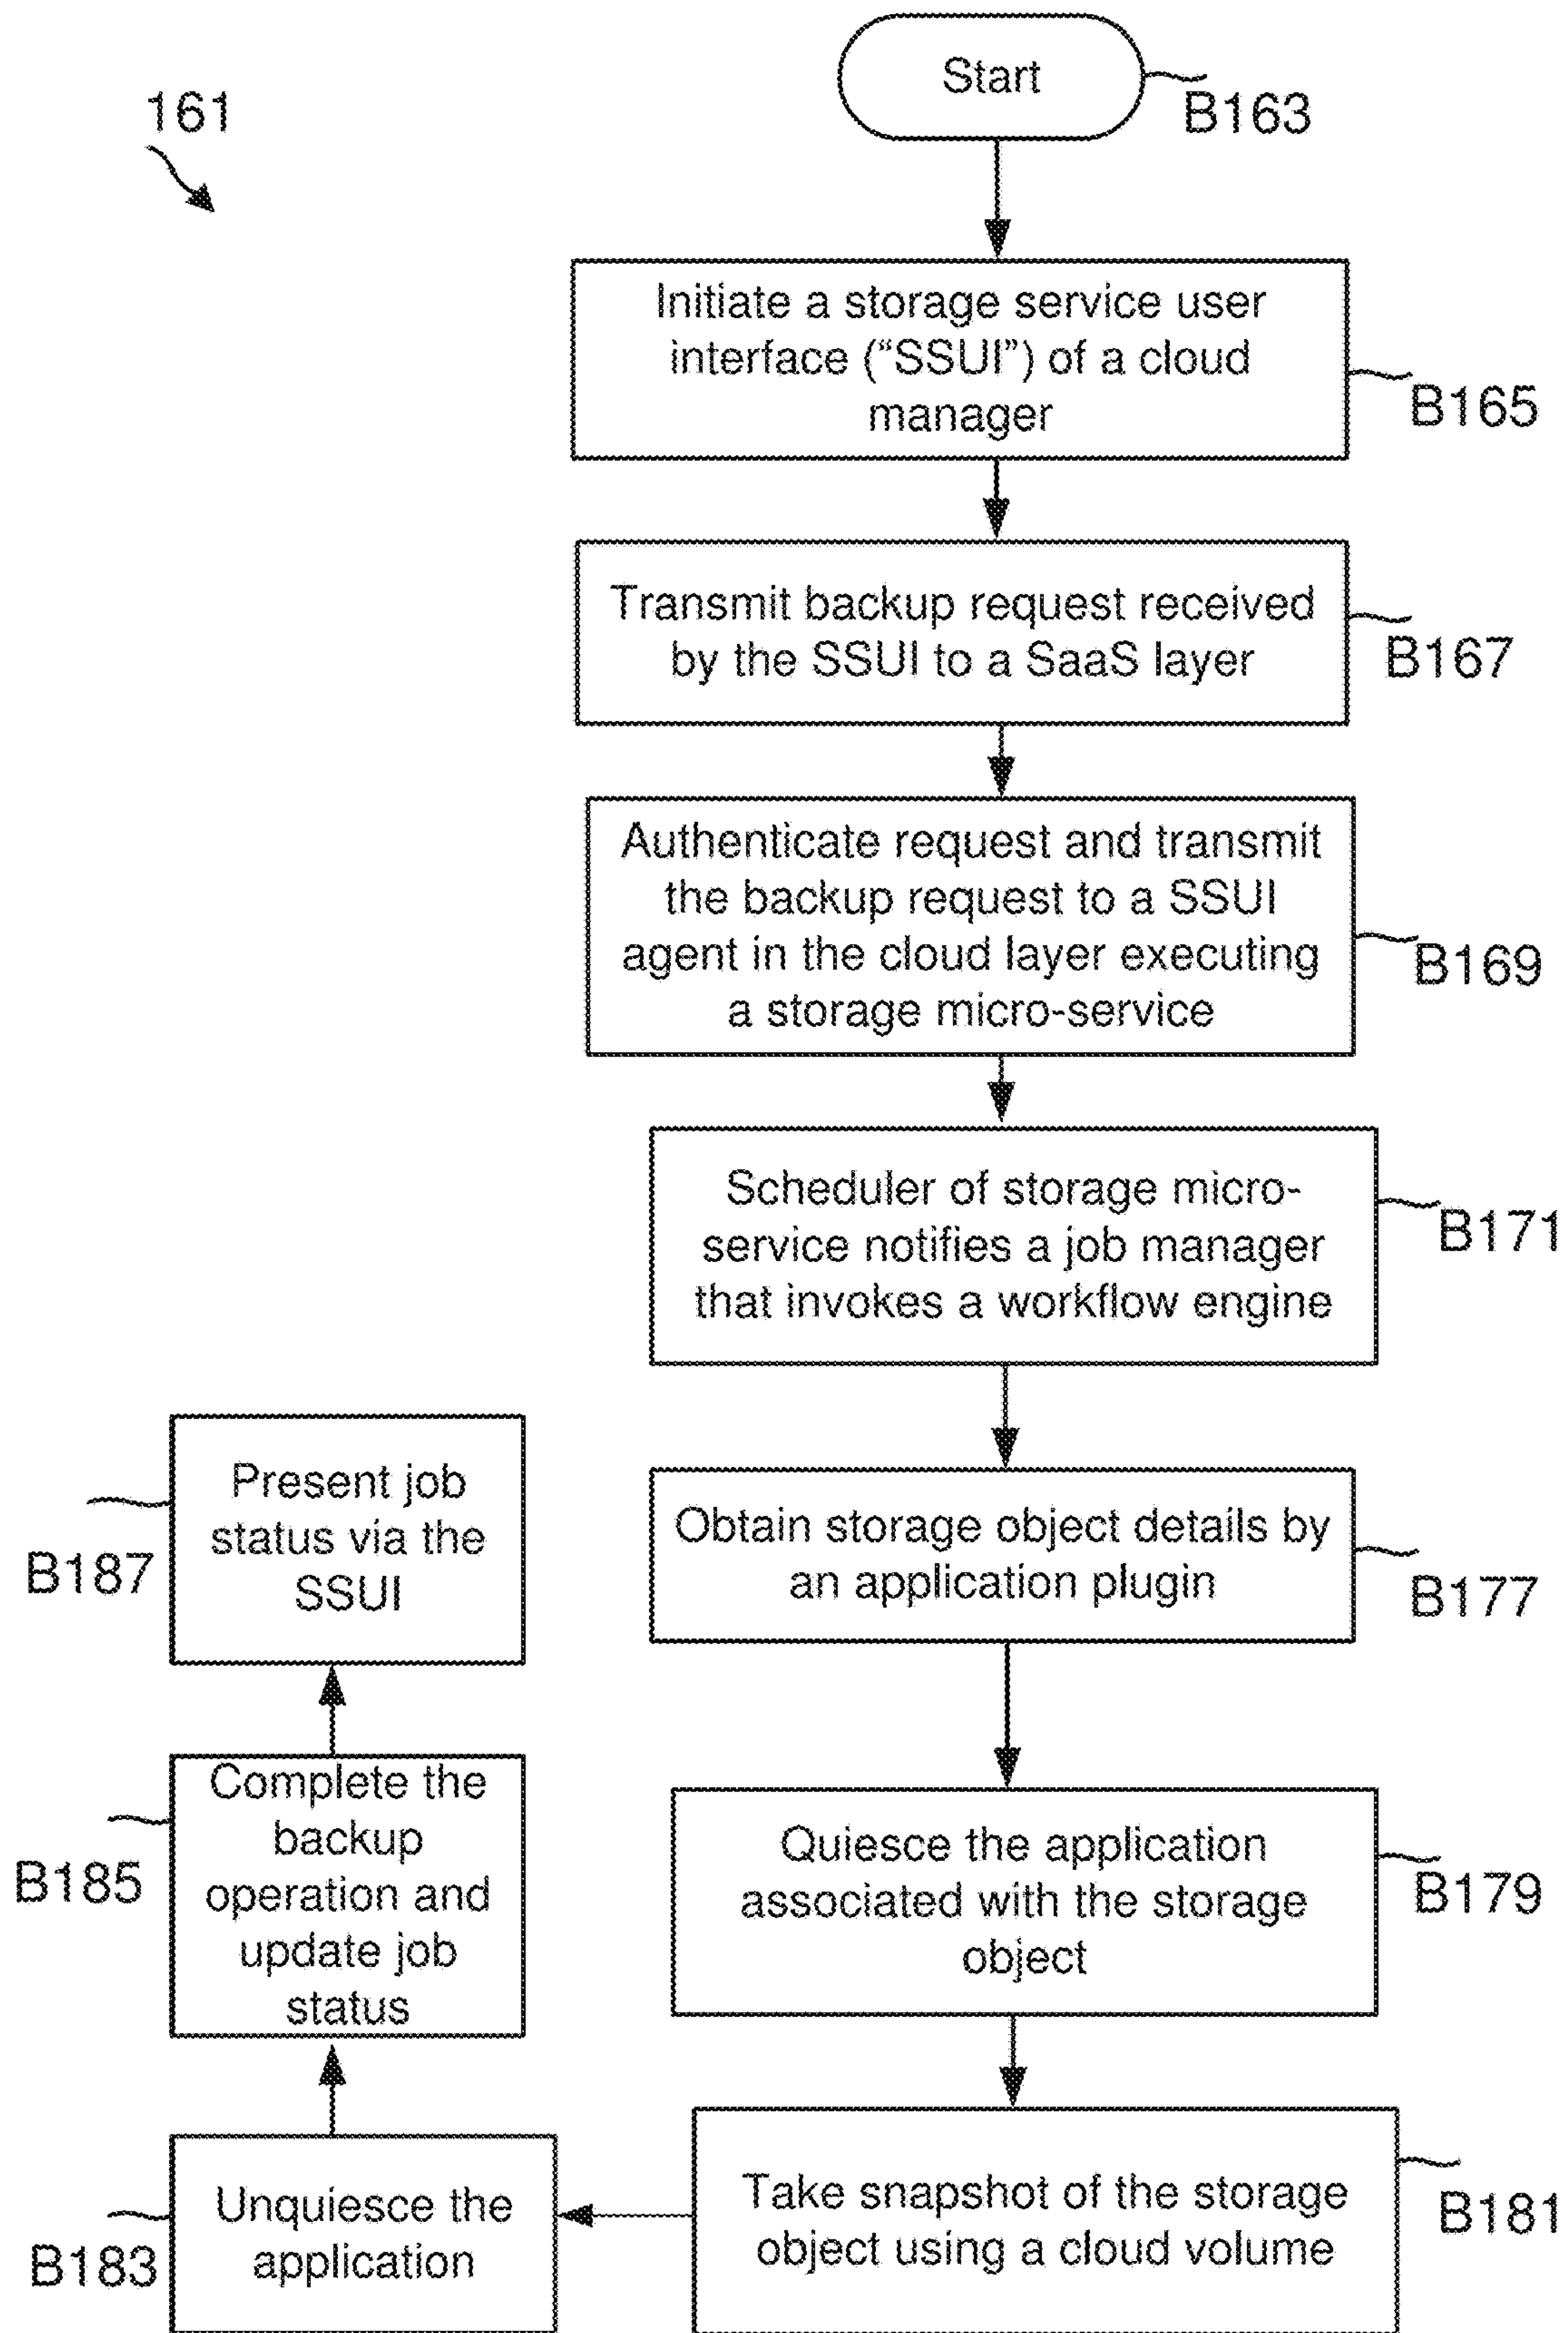 161
Start
B163
Initiate a storage service user
interface (“SSUI”) of a cloud
manager
B165
Transmit backup request received
by the SSUI to a SaaS layer
B167
Authenticate request and transmit
the backup request to a SSUI
agent in the cloud layer executing
a storage micro-service
B169
Scheduler of storage micro-
service notifies a job manager
that invokes a workflow engine
B171
Obtain storage object details by
an application plugin
B177
Quiesce the application
associated with the storage
object
B179
Take snapshot of the storage
object using a cloud volume
B181
Unquiesce the
application
B183
Complete the
backup
operation and
update job
status
B185
Present job
status via the
SSUI
B187